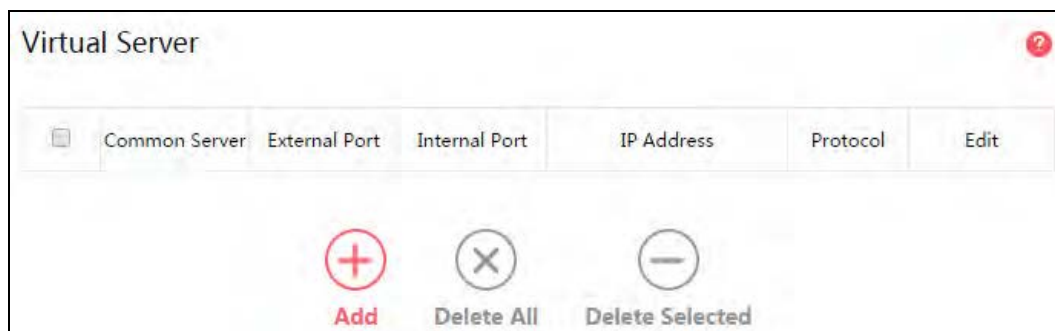 Virtual Server
?
Common Server External Port Internal Port IP Address Protocol Edit
Add Delete All Delete Selected